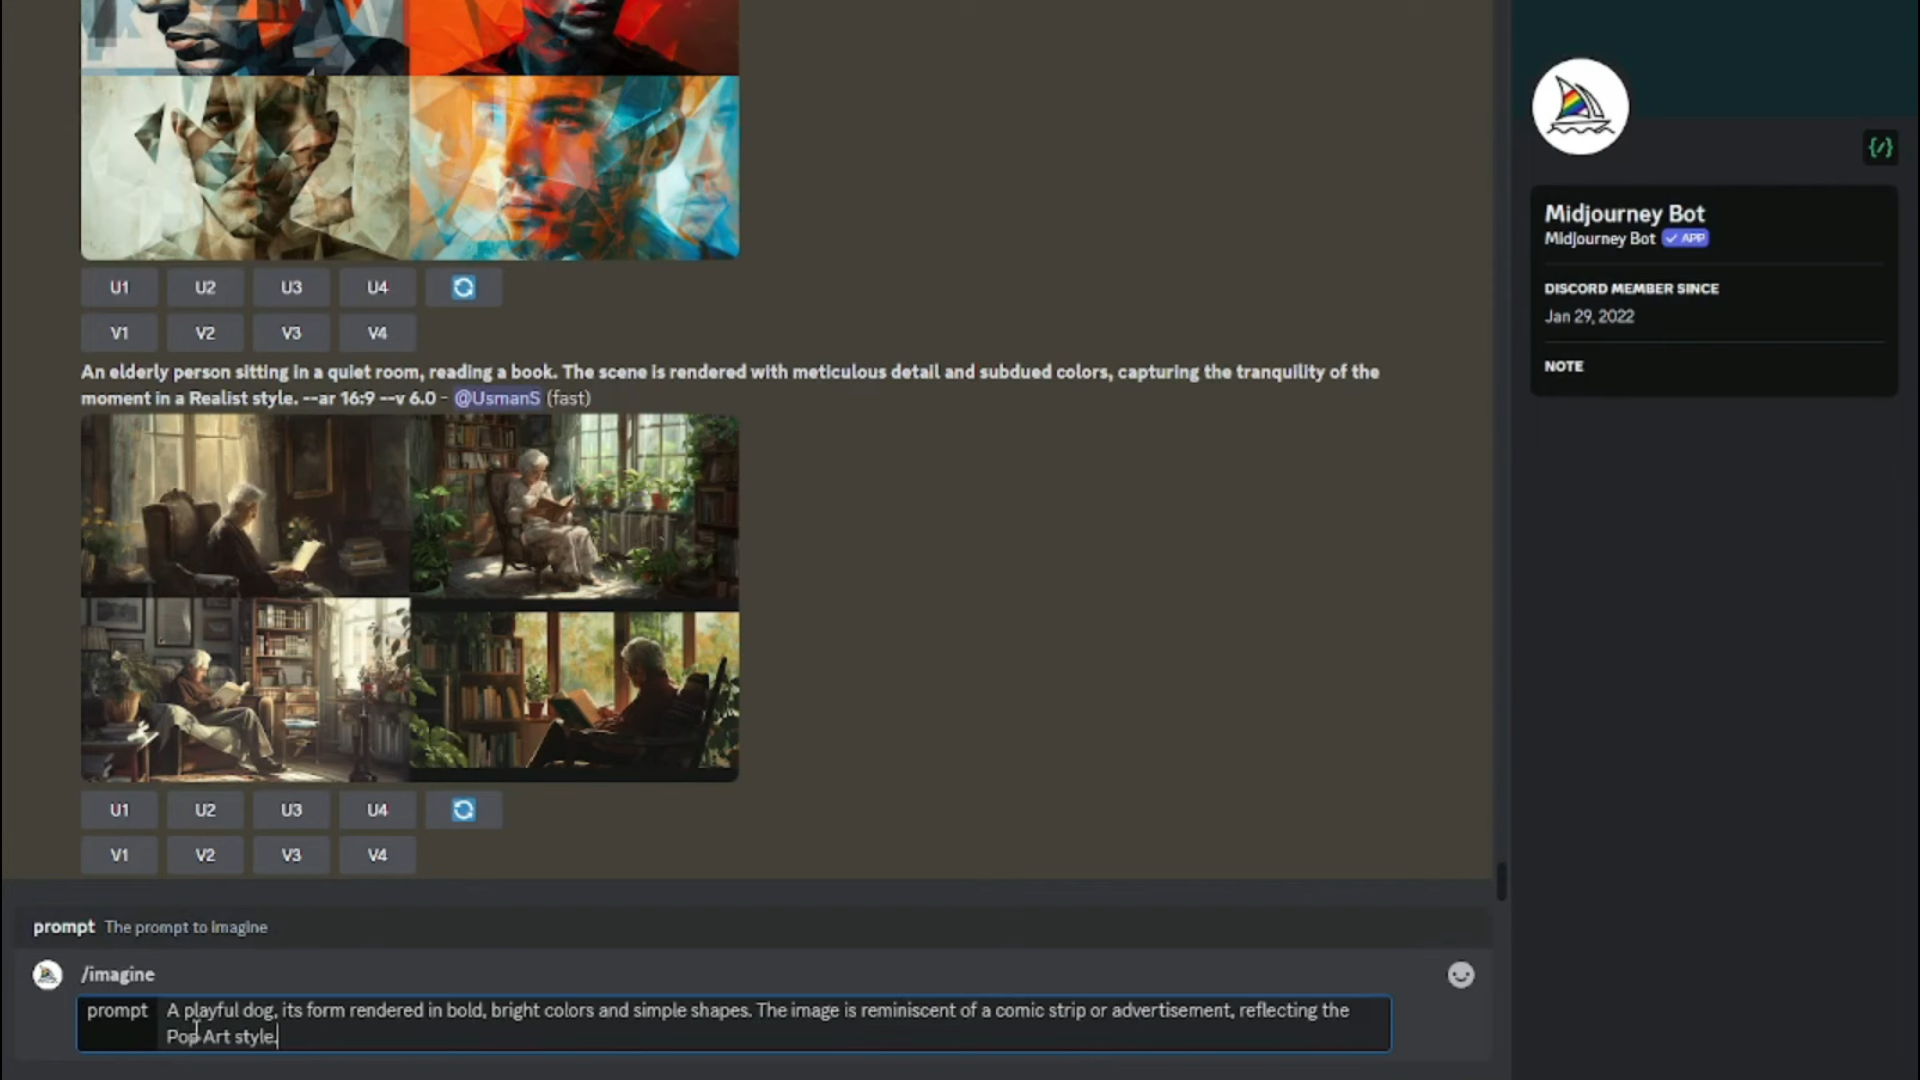 U1 U2 U3 U4
V1 V2 V3 V4
An elderly person sitting in a quiet room, reading a book. The scene is rendered with meticulous detail and subdued colors, capturing the tranquility of the
moment in a Realist style. --ar 16:9 --v 6.0 - @UsmanS (fast)
U1 U2 U3 U4
V1 V2 V3 V4
prompt The prompt to imagine
/imagine
prompt A playful dog, its form rendered in bold, bright colors and simple shapes. The image is reminiscent of a comic strip or advertisement, reflecting the
Pop Art style.
{/}
Midjourney Bot
Midjourney Bot ✓ APP
DISCORD MEMBER SINCE
Jan 29, 2022
NOTE